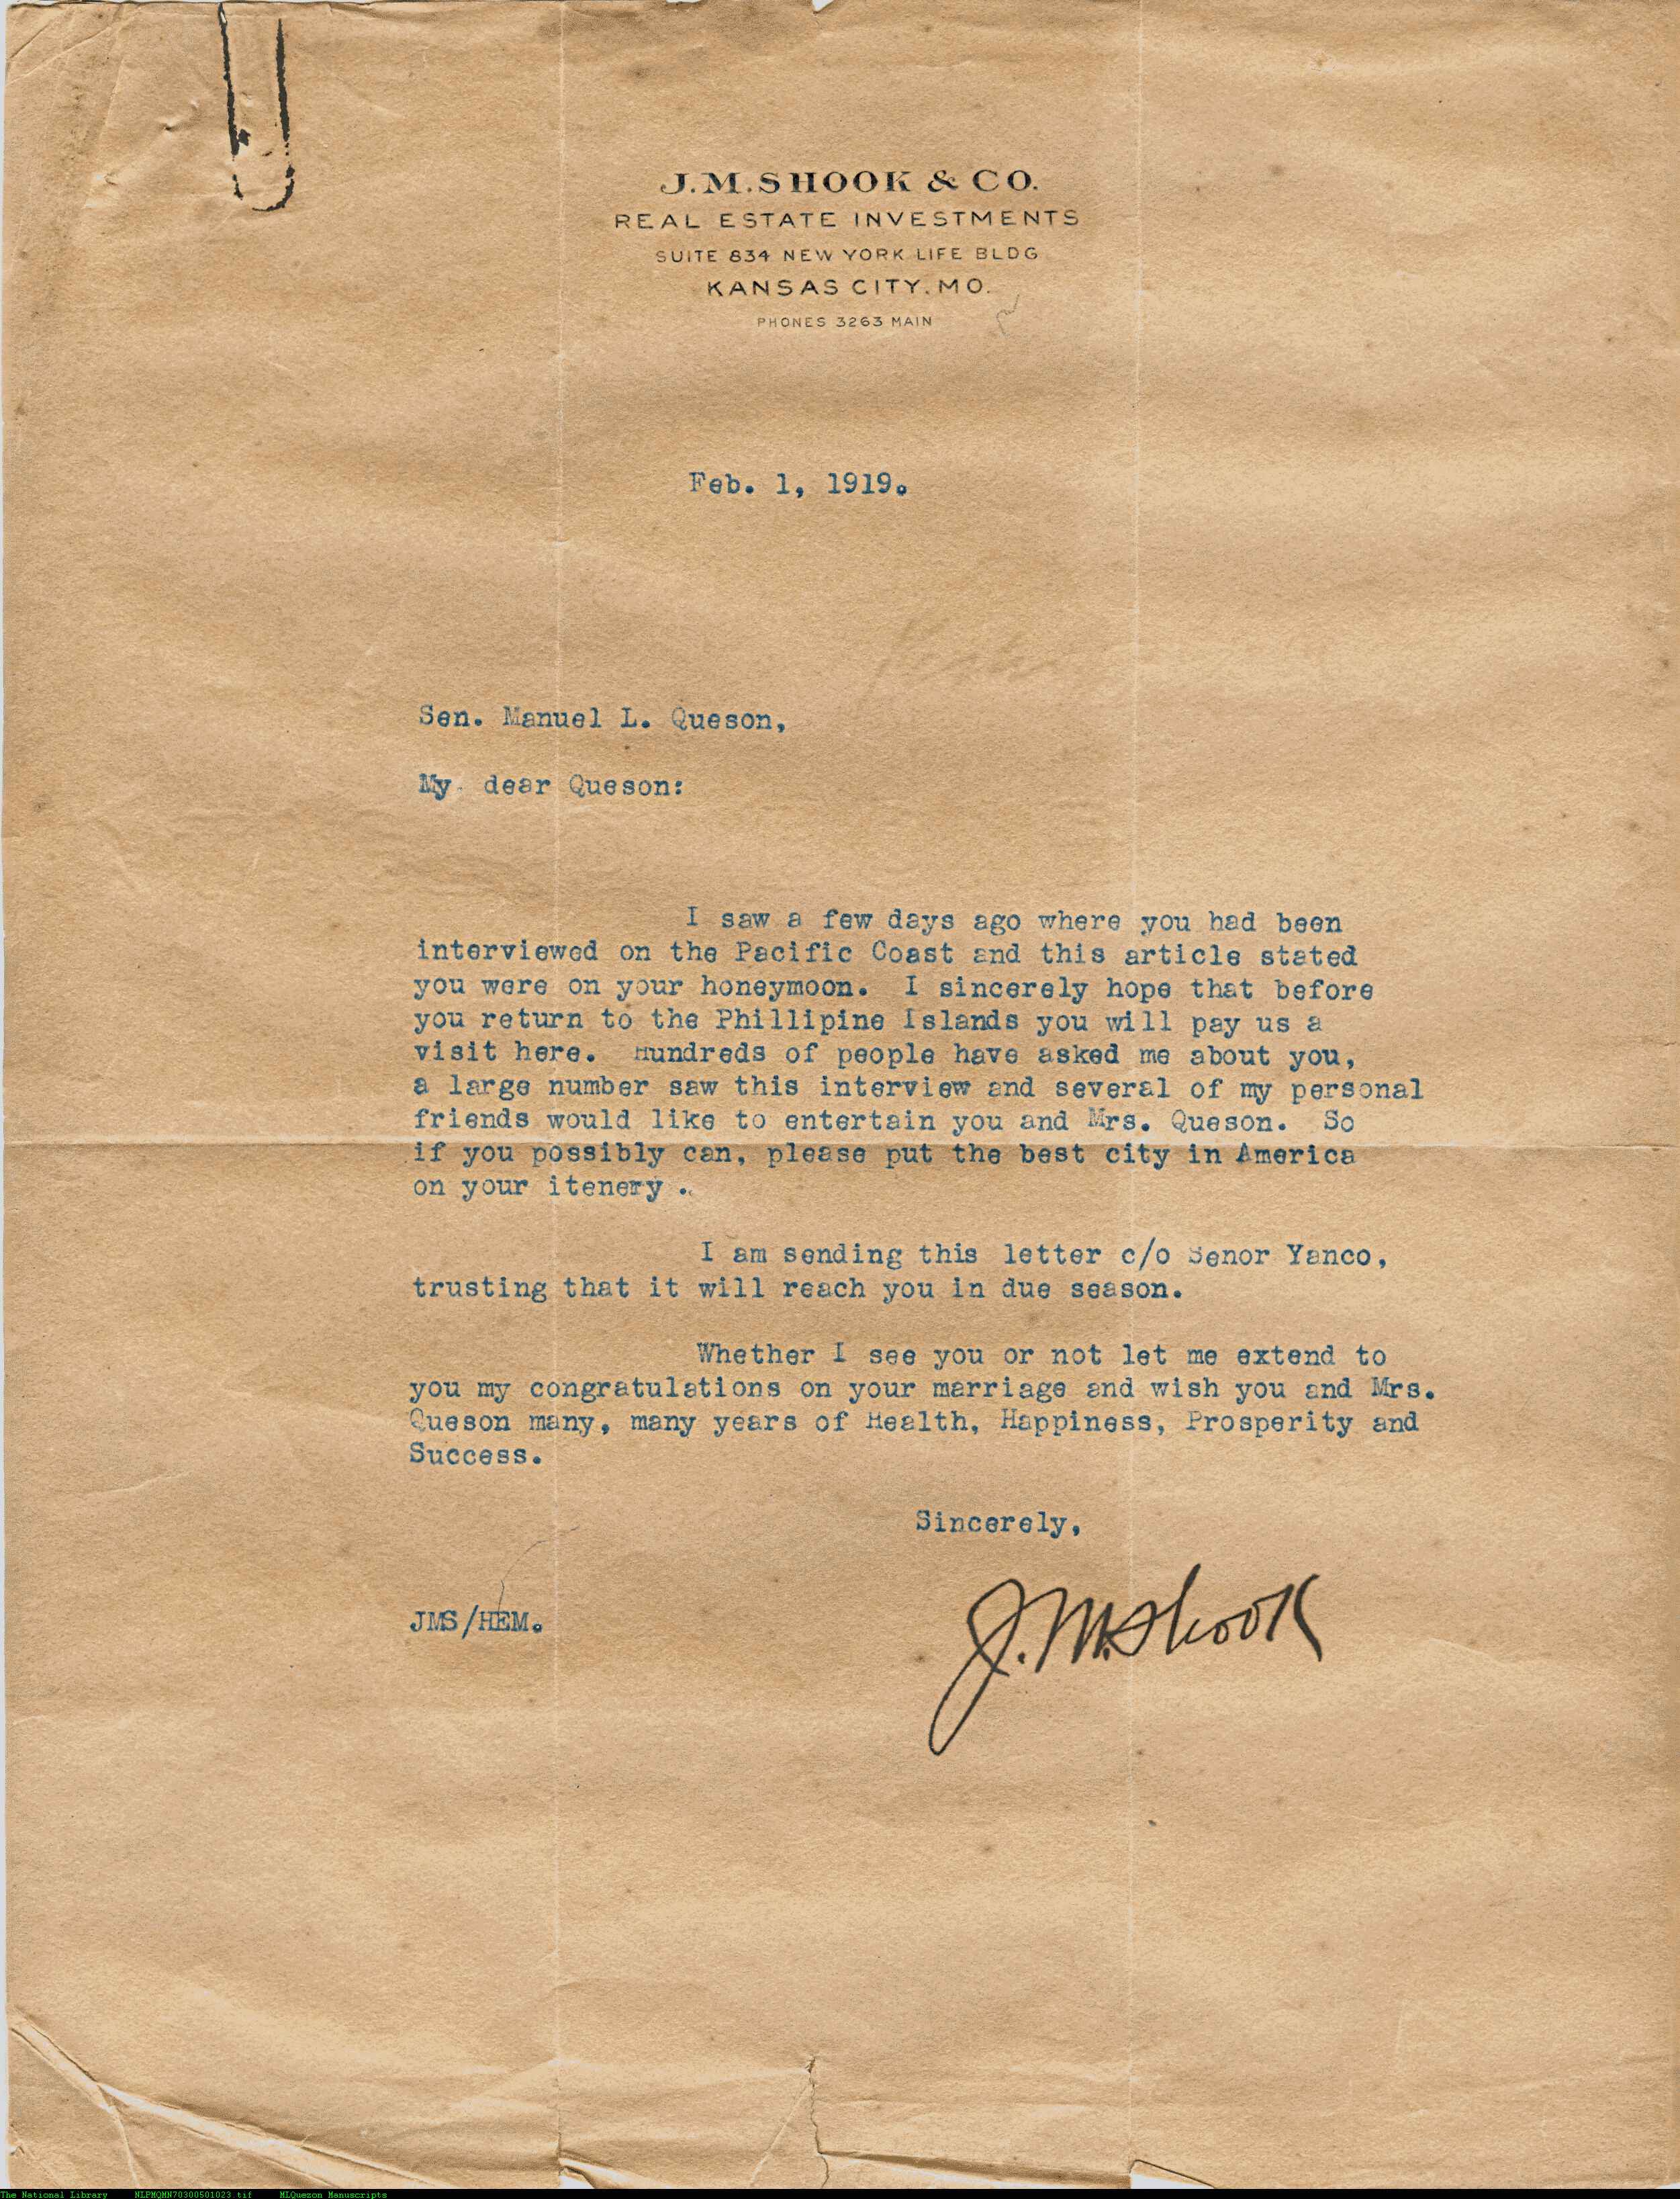 J.M.SHOOK & CO.
REAL ESTATE INVESTMENTS
SUITE 834 NEW YORK LIFE BLDG
KANSAS CITY. MO.
PHONES 3263 MAIN
Feb. 1, 1919.
Sen. Manuel L. Queson,
My dear Queson:
I saw a few days ago where you had been
interviewed on the Pacific Coast and this article stated
you were on your honeymoon. I sincerely hope that before
you return to the Phillipine Islands you will pay us a
visit here. Hundreds of people have asked me about you,
a large number saw this interview and several of my personal
friends would like to entertain you and Mrs. Queson. So
if you possibly can, please put the best city in America
on your itenery .
I am sending this letter c/o Senor Yanco,
trusting that it will reach you in due season.
Whether I see you or not let me extend to
you my congratulations on your marriage and wish you and Mrs.
Queson many, many years of Health, Happiness, Prosperity and
Success.
Sincerely,
J. M. Shook
JMS/HEM.
The National Library NLPMQMN70300501023.tif MLQuezon Manuscripts